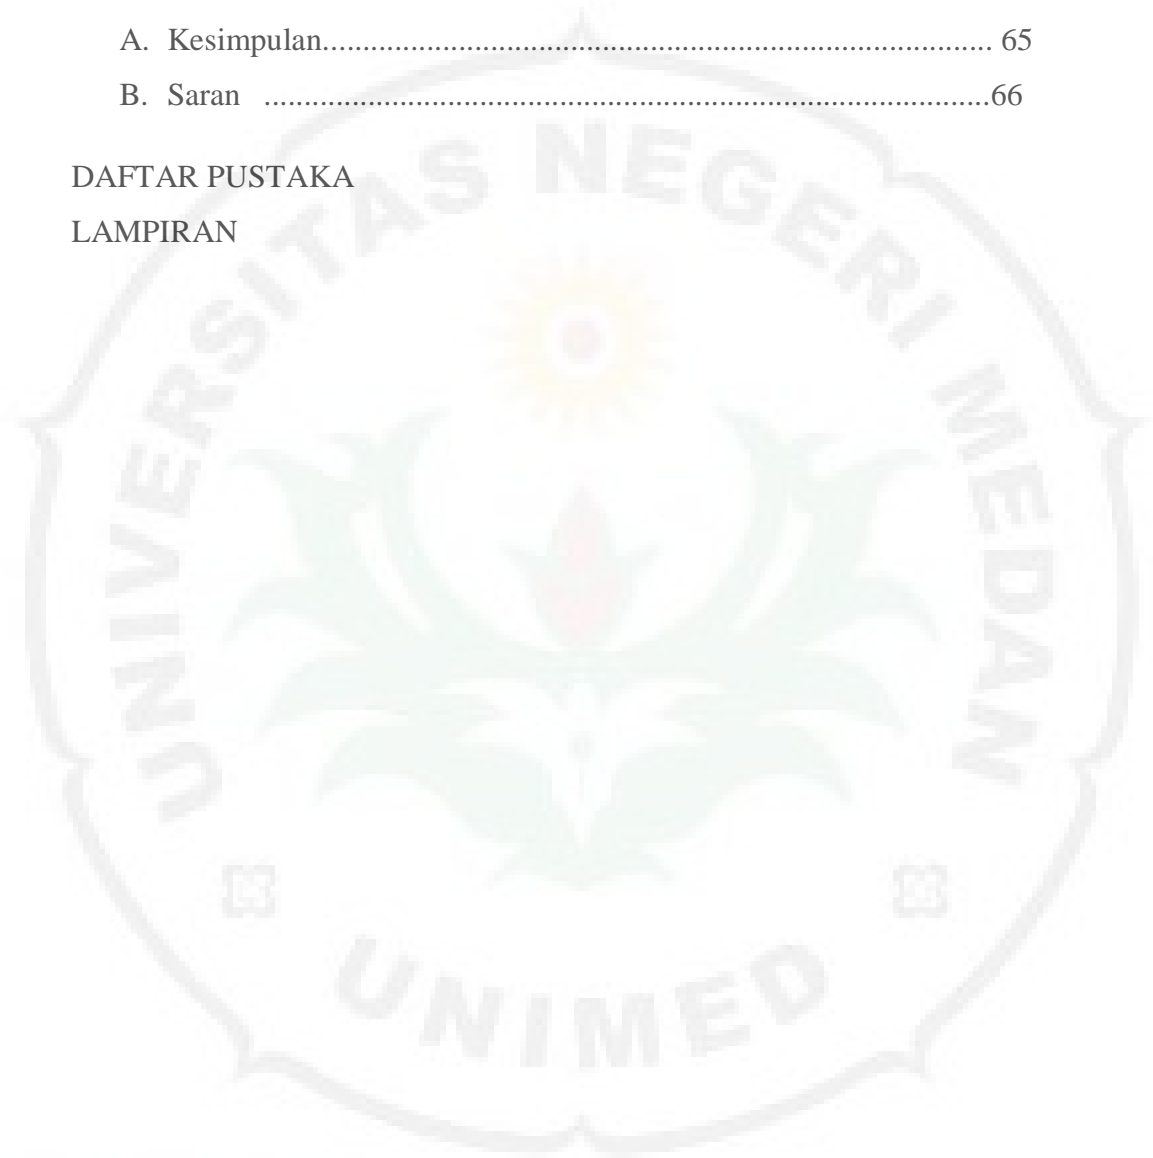 A. Kesimpulan...................................................................................... 65
B. Saran ............................................................................................66
DAFTAR PUSTAKA
LAMPIRAN
UNIVERSITAS NEGERI MEDAN
UNIMED